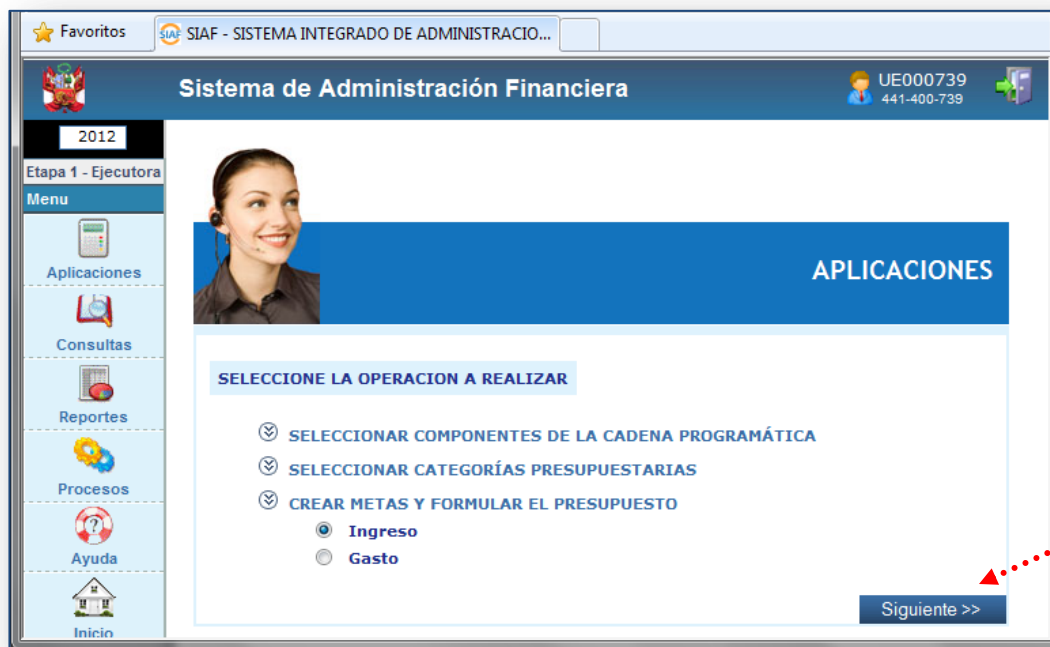 Favoritos
SIAF SIAF - SISTEMA INTEGRADO DE ADMINISTRACIO...
Sistema de Administración Financiera
UE000739
441-400-739
2012
Etapa 1 - Ejecutora
Menu
Aplicaciones
Consultas
Reportes
Procesos
Ayuda
Inicio
APLICACIONES
SELECCIONE LA OPERACION A REALIZAR
SELECCIONAR COMPONENTES DE LA CADENA PROGRAMÁTICA
SELECCIONAR CATEGORÍAS PRESUPUESTARIAS
CREAR METAS Y FORMULAR EL PRESUPUESTO
Ingreso
Gasto
Siguiente >>